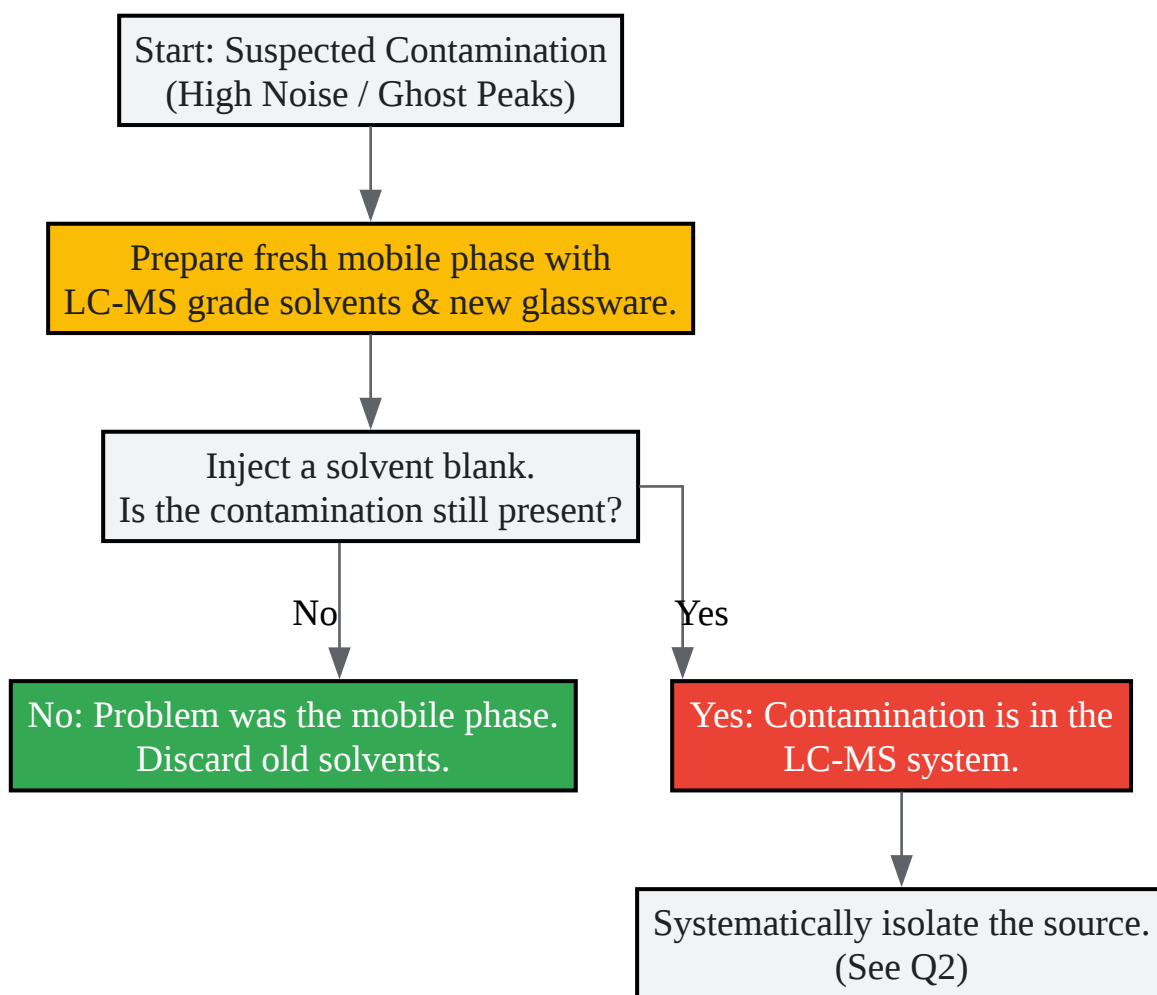 Start: Suspected Contamination
(High Noise / Ghost Peaks)
Prepare fresh mobile phase with
LC-MS grade solvents & new glassware.
Inject a solvent blank.
Is the contamination still present?
No
Yes
No: Problem was the mobile phase.
Discard old solvents.
Yes: Contamination is in the
LC-MS system.
Systematically isolate the source.
(See Q2)